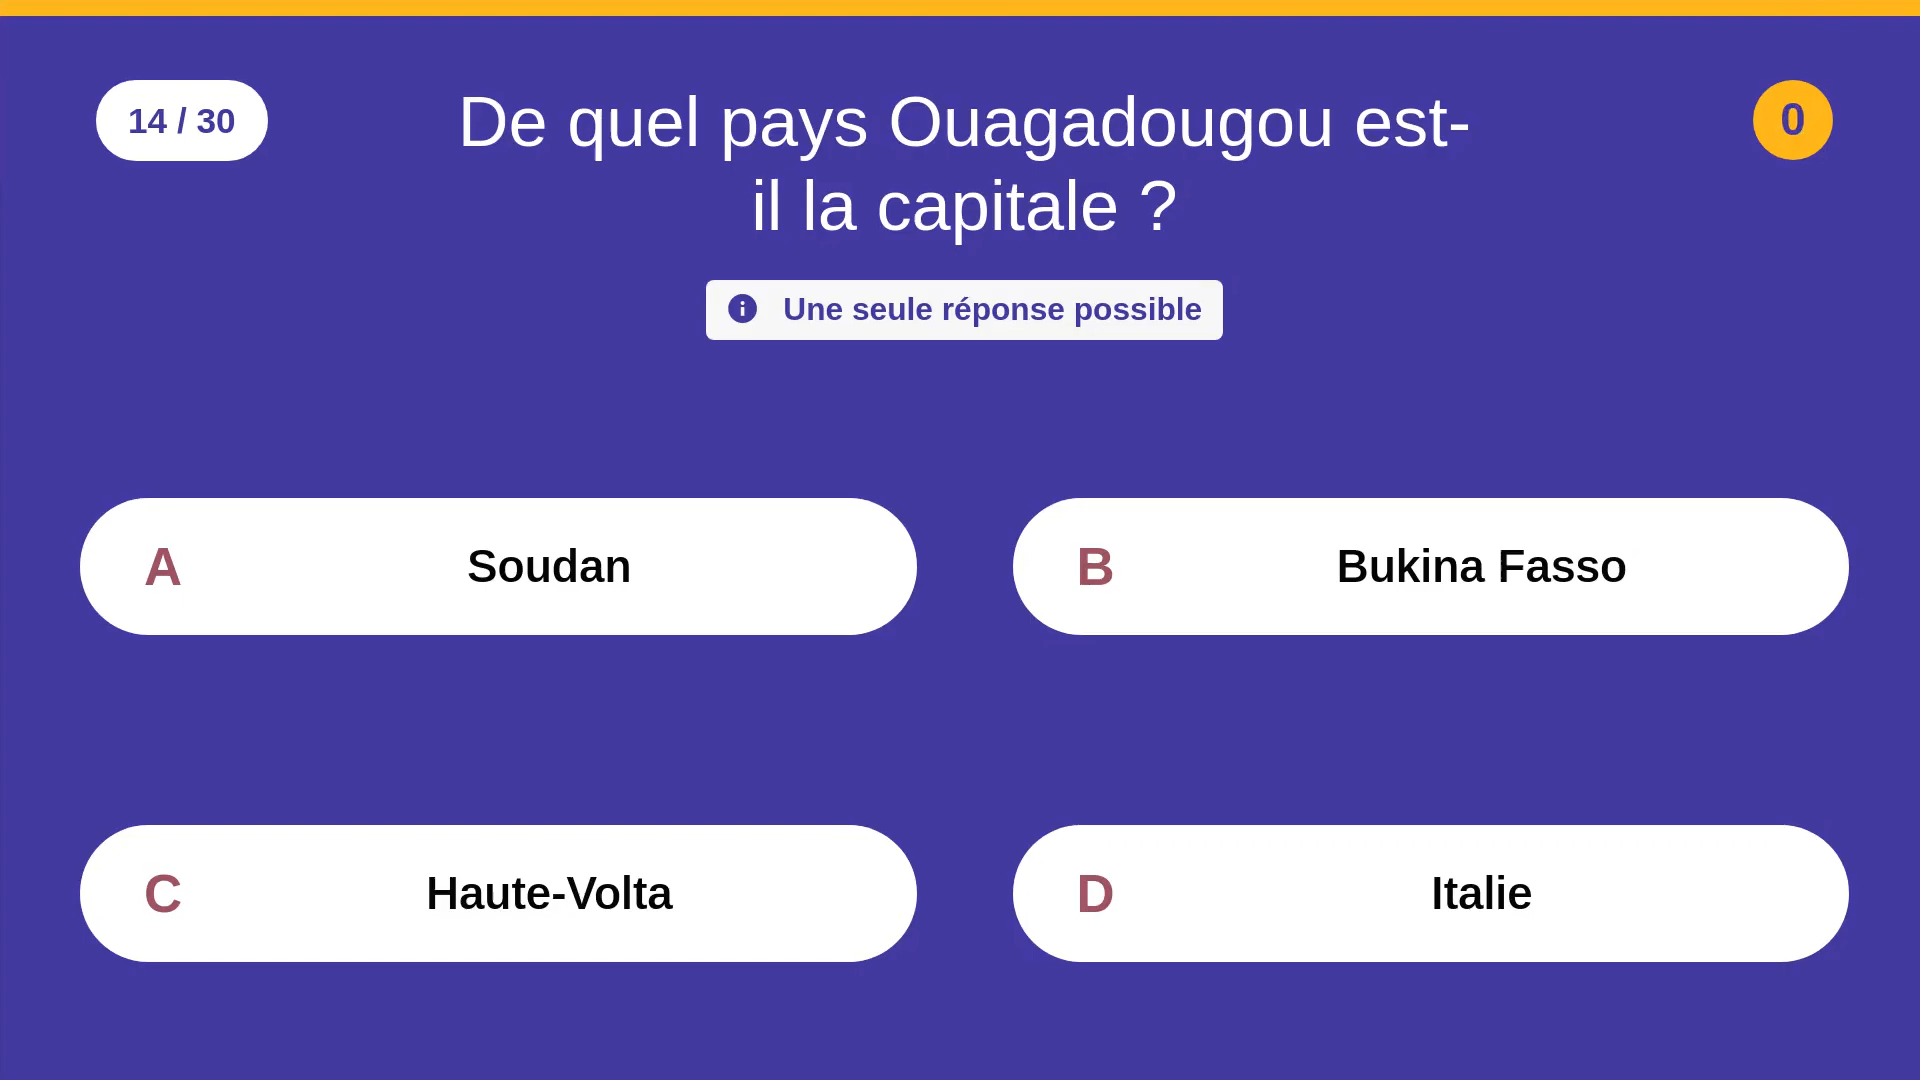 14 / 30
De quel pays Ouagadougou est-
il la capitale ?
0
Une seule réponse possible
A Soudan
B Bukina Fasso
C Haute-Volta
D Italie